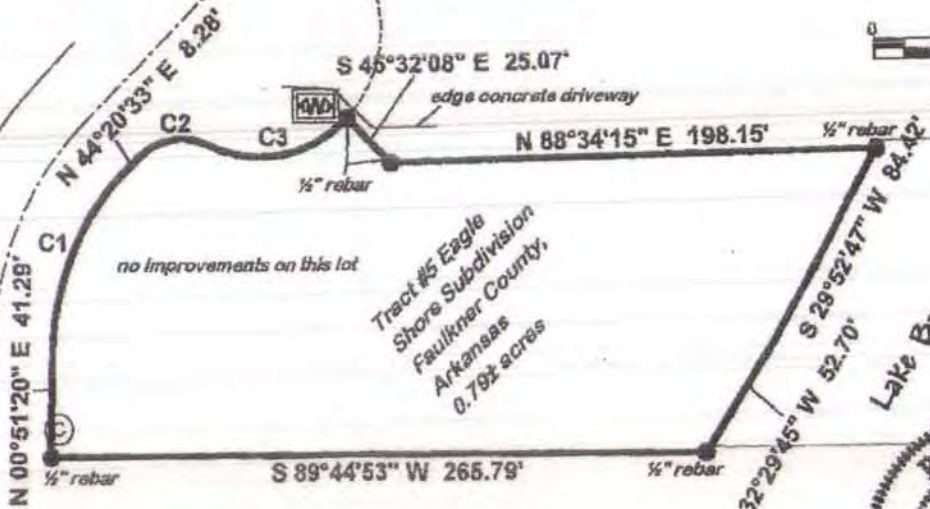 0
N 44°20'33" E 8.28'
S 45°32'08" E 25.07'
edge concrete driveway
C2
C3
N 88°34'15" E 198.15'
½" rebar
½" rebar
C1
no improvements on this lot
Tract #5 Eagle
Shore Subdivision
Faulkner County,
Arkansas
0.79± acres
S 29°52'47" W 84.42'
32°29'45" W 52.70'
Lake
N 00°51'20" E 41.29'
C
½" rebar
S 89°44'53" W 265.79'
½" rebar